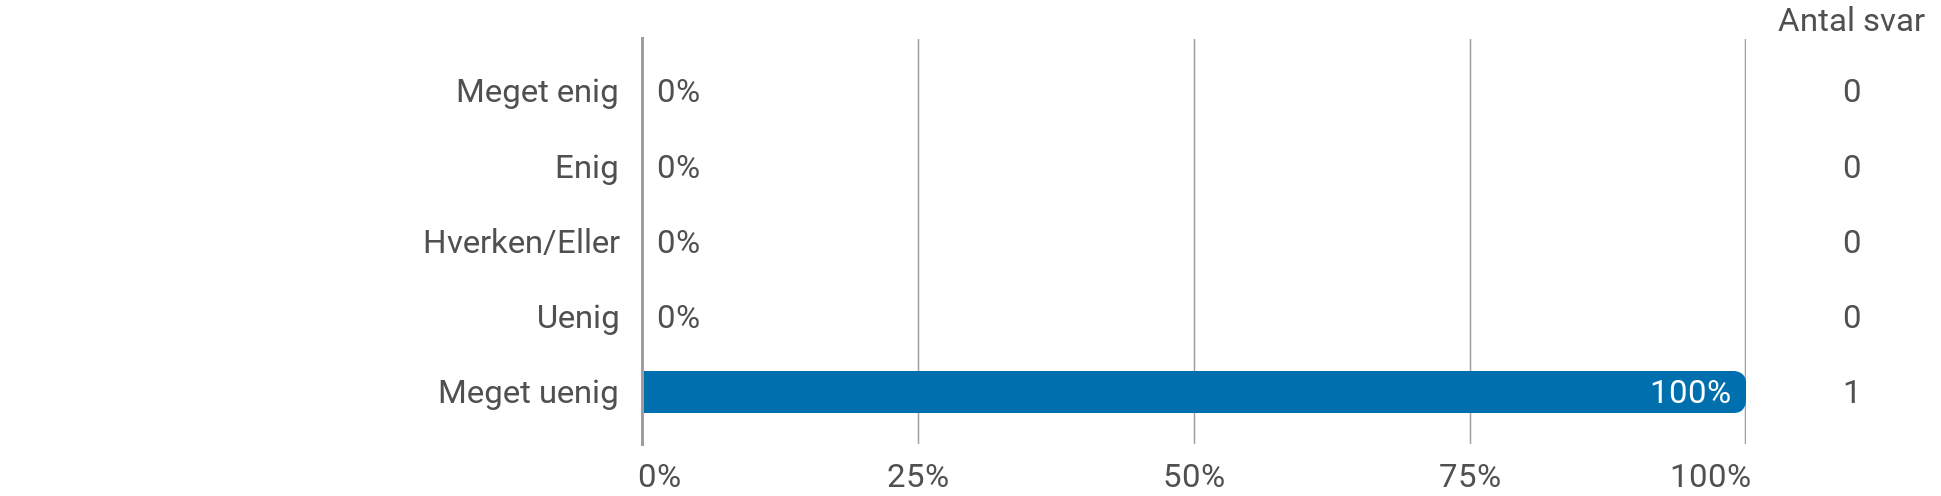 Antal svar
Meget enig 0% 0
Enig 0% 0
Hverken/Eller 0% 0
Uenig 0% 0
Meget uenig 100% 1
0% 25% 50% 75% 100%